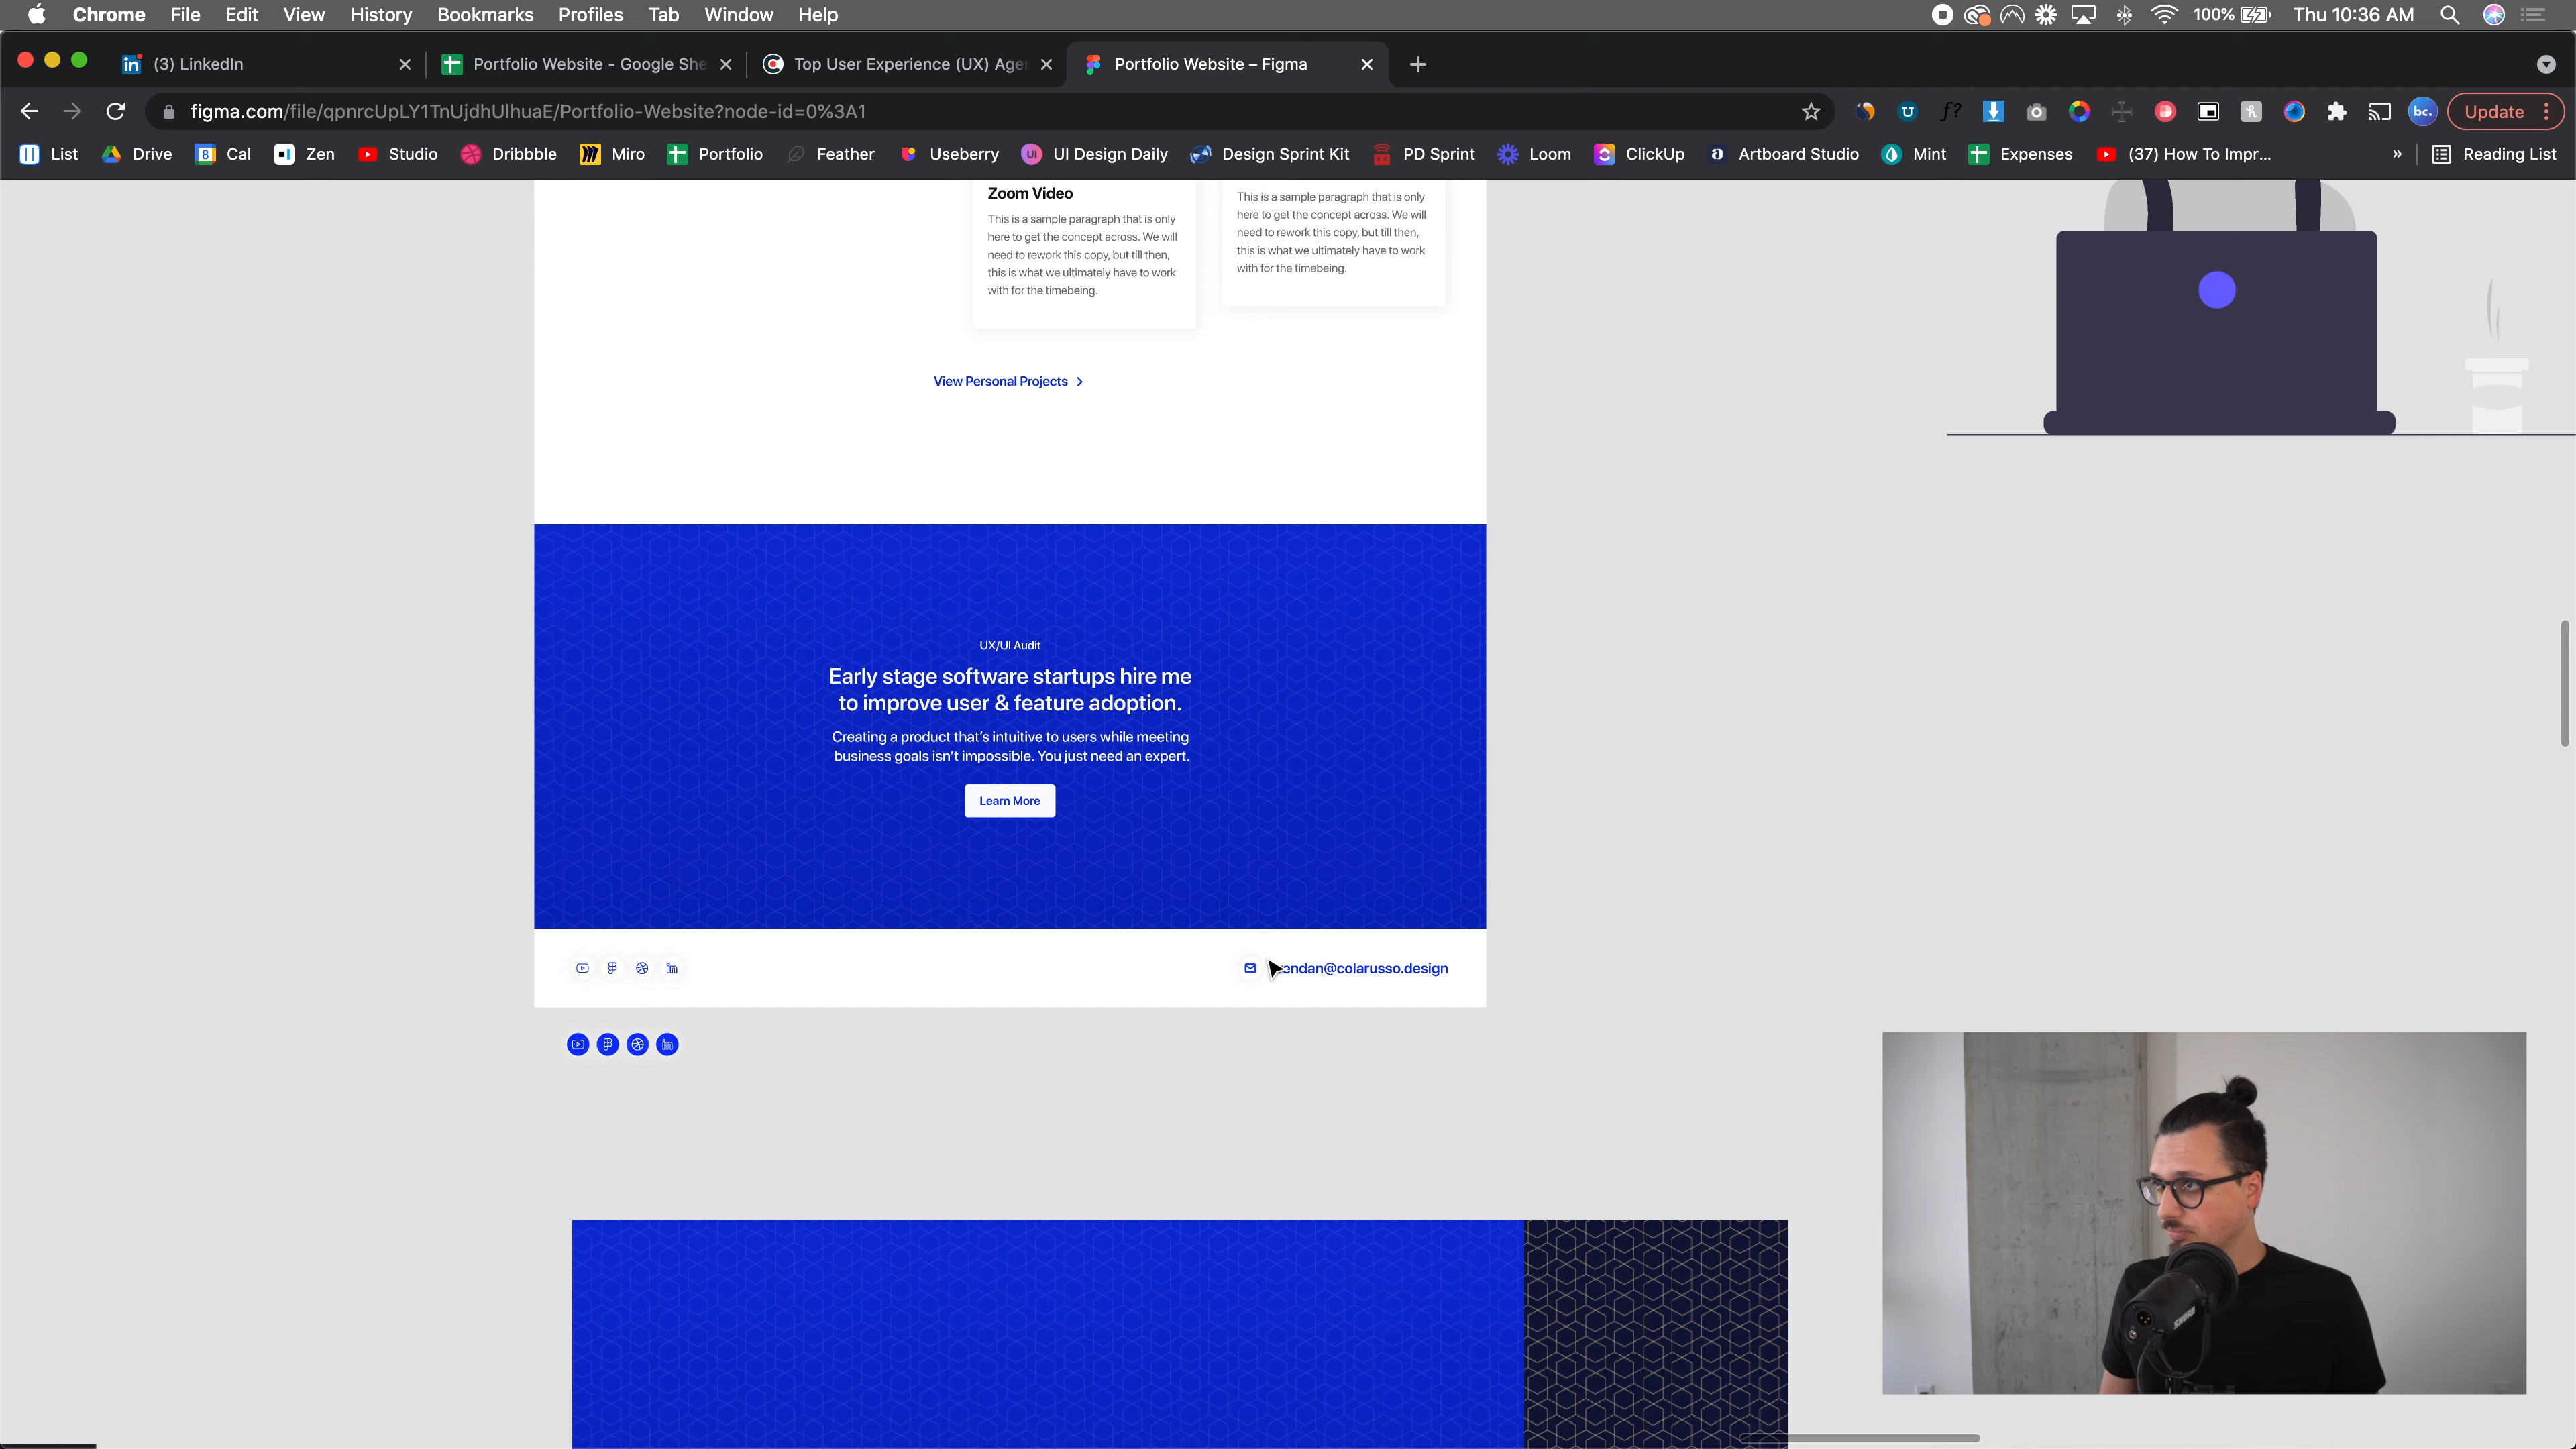 Chrome File Edit View History Bookmarks Profiles Tab Window Help 100% Thu 10:36 AM
(3) LinkedIn Portfolio Website - Google She Top User Experience (UX) Agen Portfolio Website – Figma
figma.com/file/qpnrcUpLY1TnUjdhUlhuaE/Portfolio-Website?node-id=0%3A1 bc. Update
List Drive Cal Zen Studio Dribbble Miro Portfolio Feather Useberry UI Design Daily Design Sprint Kit PD Sprint Loom ClickUp Artboard Studio Mint Expenses (37) How To Impr... » Reading List
Zoom Video
This is a sample paragraph that is only
here to get the concept across. We will
need to rework this copy, but till then,
this is what we ultimately have to work
with for the timebeing.
This is a sample paragraph that is only
here to get the concept across. We will
need to rework this copy, but till then,
this is what we ultimately have to work
with for the timebeing.
View Personal Projects
UX/UI Audit
Early stage software startups hire me
to improve user & feature adoption.
Creating a product that's intuitive to users while meeting
business goals isn't impossible. You just need an expert.
Learn More
endan@colarusso.design
SHURE